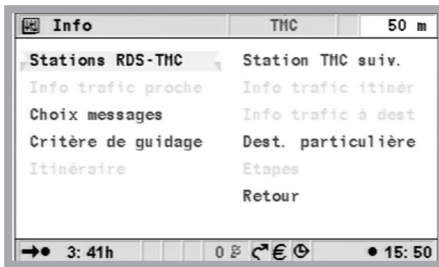 Info TMC 50 m
Stations RDS-TMC Station TMC suiv.
Info trafic proche Info trafic itinér
Choix messages Info trafic à dest
Critère de guidage Dest. particulière
Itinéraire Etapes
Retour
3:41h 0 € 15:50